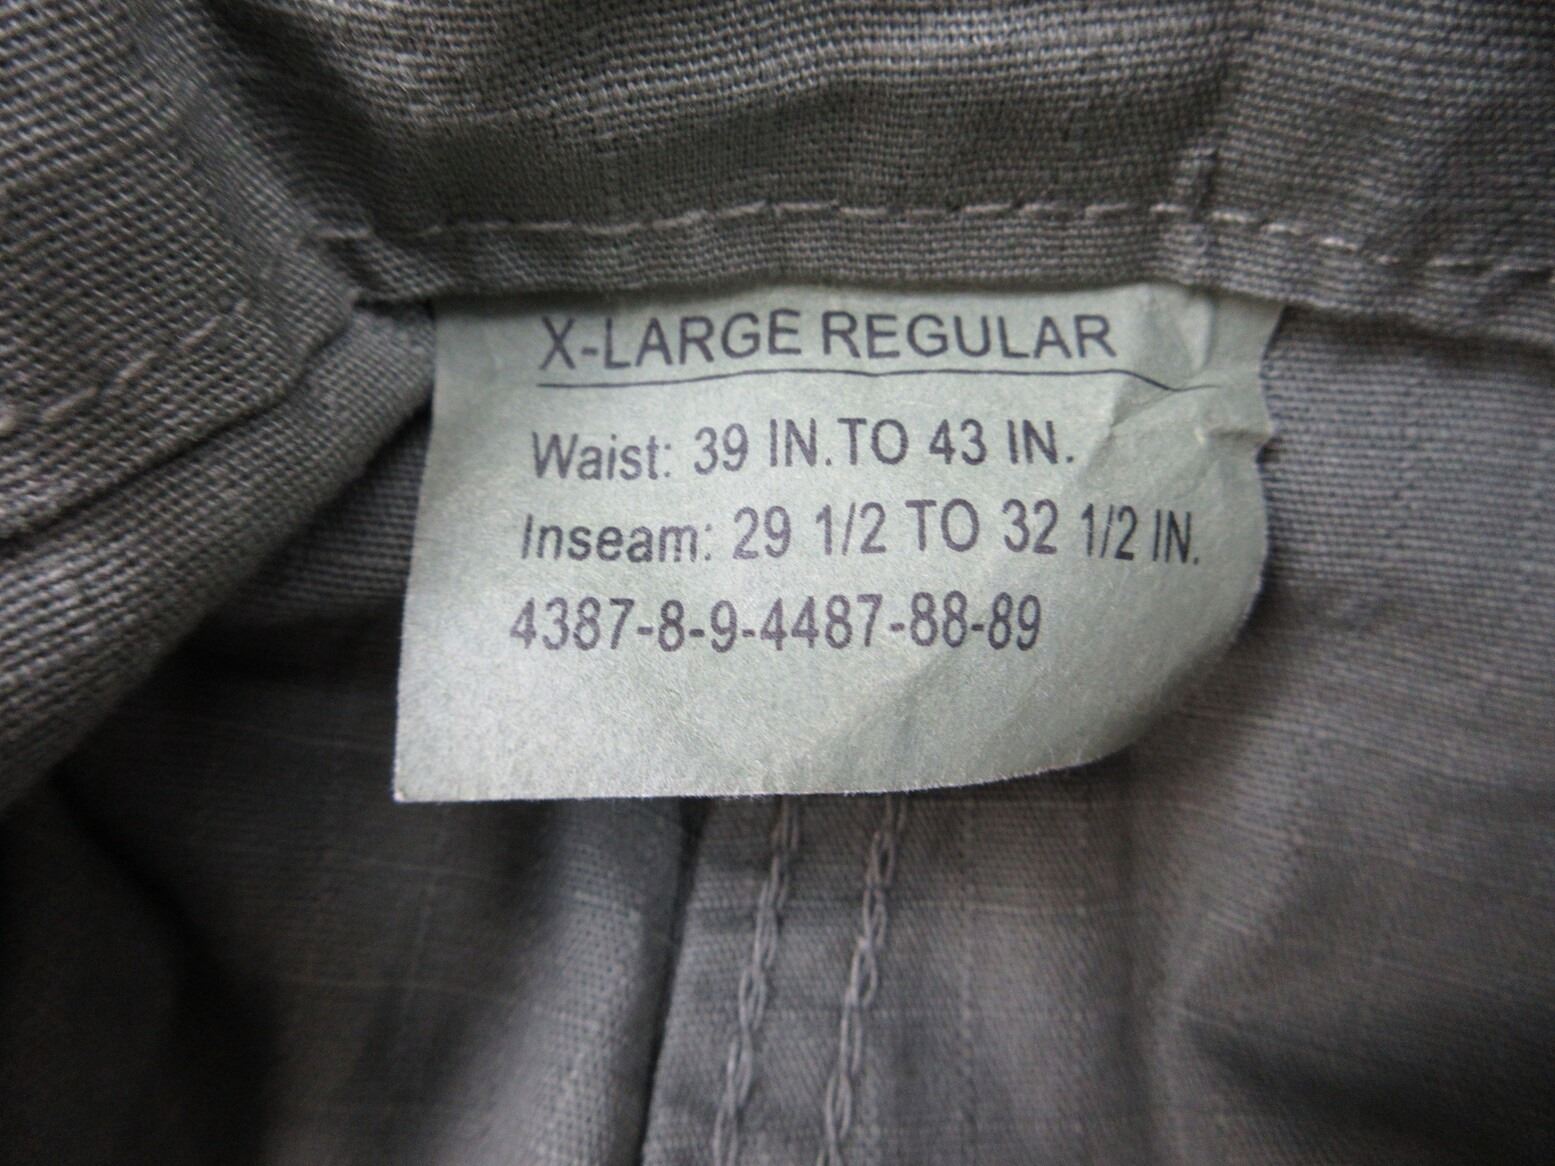 X-LARGE REGULAR
Waist: 39 IN.TO 43 IN.
Inseam: 29 1/2 TO 32 1/2 IN.
4387-8-9-4487-88-89